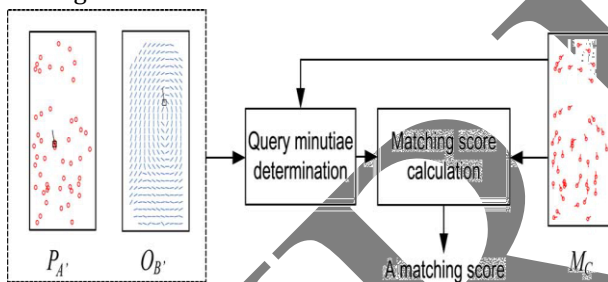 Query minutiae
determination
Matching score
calculation
P_A'
O_B'
A matching score
M_C